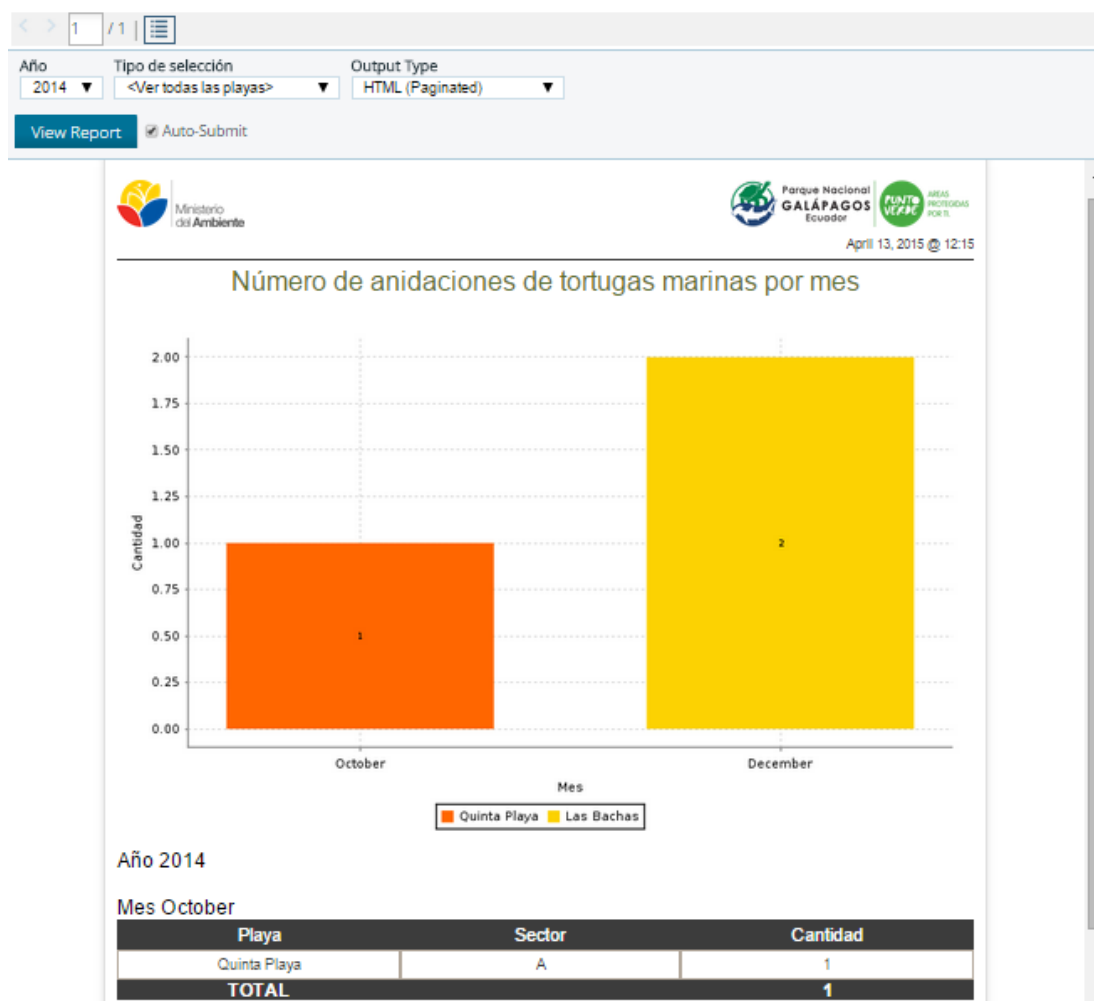 1 / 1 |
Año Tipo de selección Output Type
2014 ▼ <Ver todas las playas> ▼ HTML (Paginated) ▼
View Report Auto-Submit
Ministerio
del Ambiente
Parque Nacional
GALÁPAGOS
Ecuador
PUNTO
VERDE
AREAS
PROTEGIDAS
POR TI.
April 13, 2015 @ 12:15
Número de anidaciones de tortugas marinas por mes
2.00
1.75
1.50
1.25
1.00
0.75
0.50
0.25
0.00
Cantidad
1
2
October December
Mes
Quinta Playa Las Bachas
Año 2014
Mes October
Playa Sector Cantidad
Quinta Playa A 1
TOTAL 1